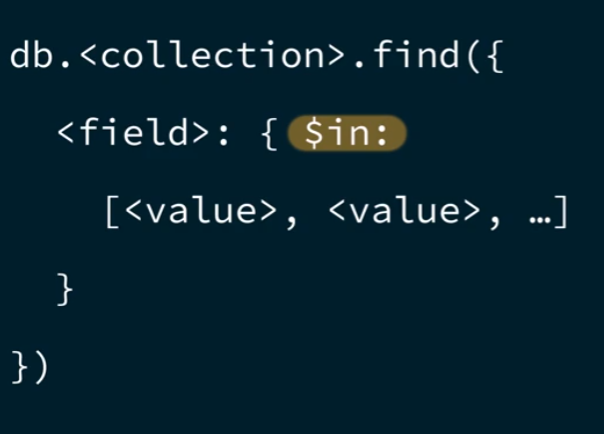 db.<collection>.find({
<field>: { $in:
[<value>, <value>, …]
}
})